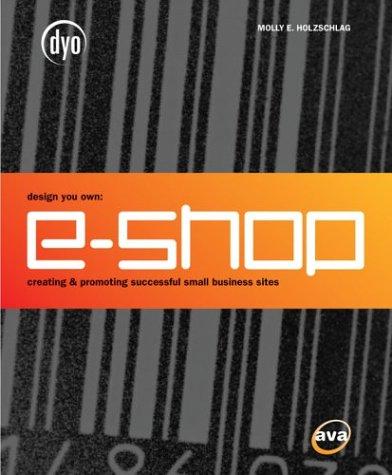 dyo
MOLLY E. HOLZSCHLAG
design you own:
e-shop
creating & promoting successful small business sites
ava